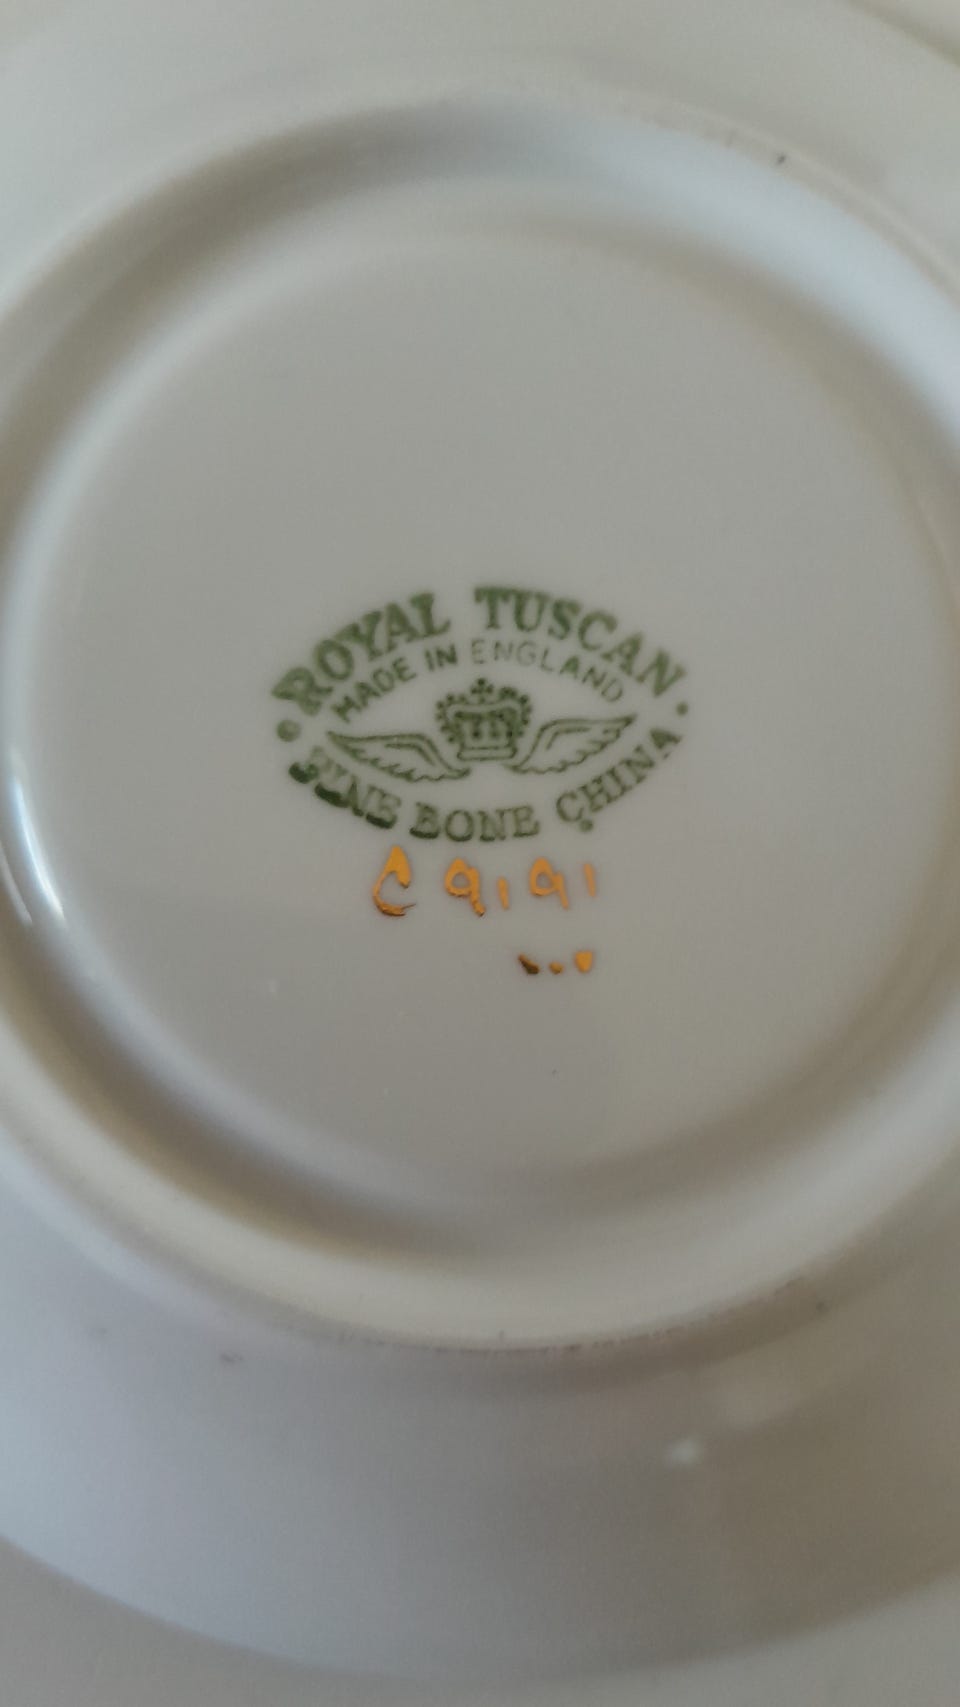 ROYAL TUSCAN
MADE IN ENGLAND
FINE BONE CHINA
C9191